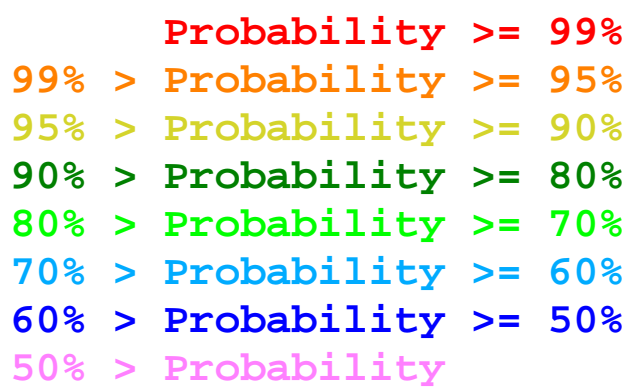 Probability >= 99%
99% > Probability >= 95%
95% > Probability >= 90%
90% > Probability >= 80%
80% > Probability >= 70%
70% > Probability >= 60%
60% > Probability >= 50%
50% > Probability